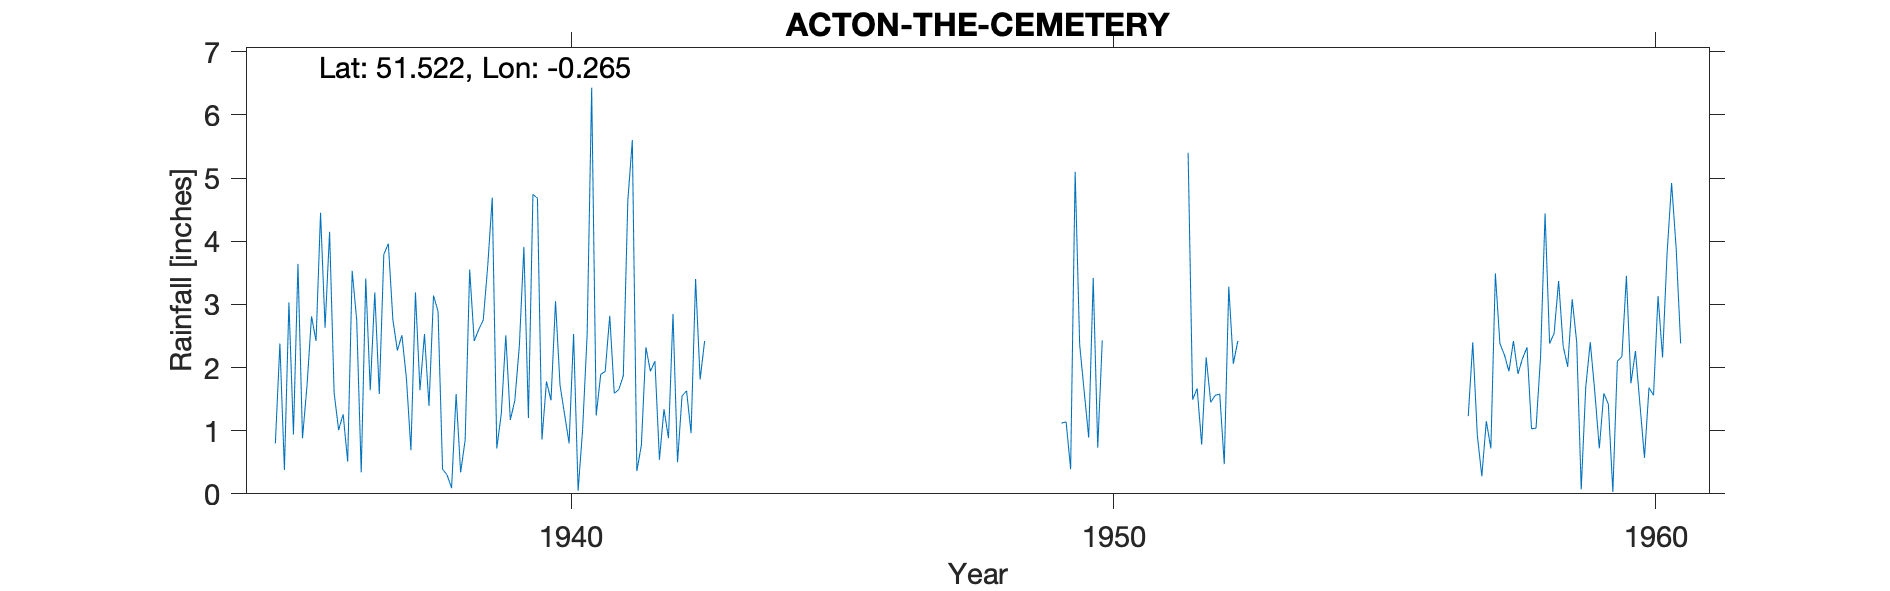 ACTON-THE-CEMETERY
Lat: 51.522, Lon: -0.265
Rainfall [inches]
7
6
5
4
3
2
1
0
1940 1950 1960
Year